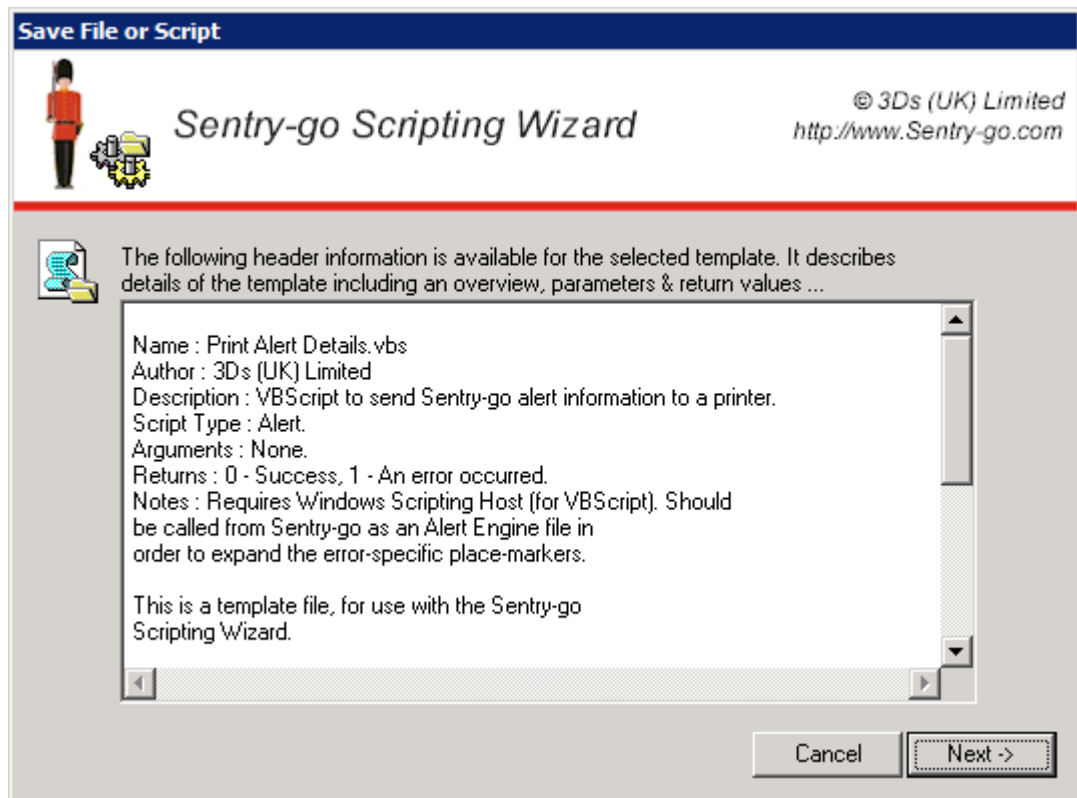 Save File or Script
Sentry-go Scripting Wizard
© 3Ds (UK) Limited
http://www.Sentry-go.com
The following header information is available for the selected template. It describes
details of the template including an overview, parameters & return values ...
Name : Print Alert Details.vbs
Author : 3Ds (UK) Limited
Description : VBScript to send Sentry-go alert information to a printer.
Script Type : Alert.
Arguments : None.
Returns : 0 - Success, 1 - An error occurred.
Notes : Requires Windows Scripting Host (for VBScript). Should
be called from Sentry-go as an Alert Engine file in
order to expand the error-specific place-markers.
This is a template file, for use with the Sentry-go
Scripting Wizard.
Cancel
Next ->